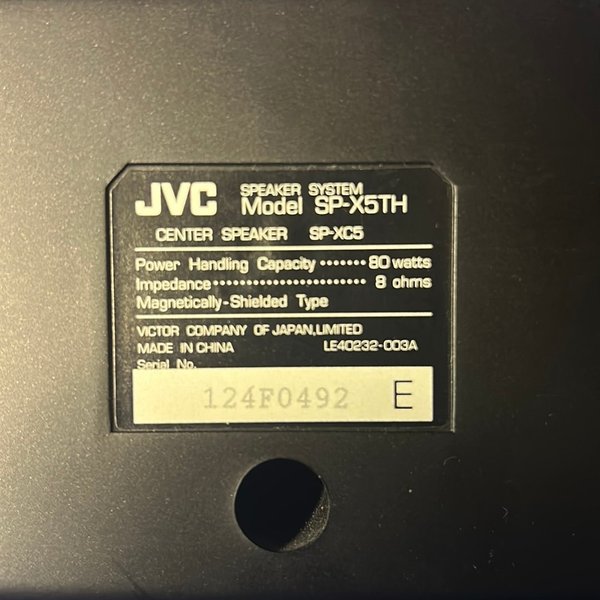 JVC SPEAKER SYSTEM
Model SP-X5TH
CENTER SPEAKER SP-XC5
Power Handling Capacity ······· 80 watts
Impedance ······················· 8 ohms
Magnetically-Shielded Type
VICTOR COMPANY OF JAPAN,LIMITED
MADE IN CHINA LE40232-003A
Serial No.
124F0492 E